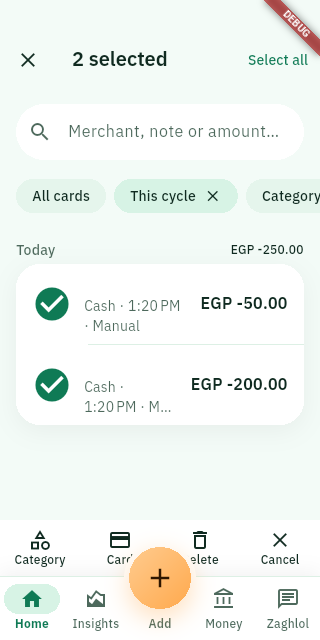 DEBUG
2 selected
Select all
Merchant, note or amount...
All cards
This cycle
Category
Today
EGP -250.00
Cash · 1:20 PM
· Manual
EGP -50.00
Cash ·
1:20 PM · M...
EGP -200.00
Category
Card
elete
Cancel
Home
Insights
Add
Money
Zaghlol